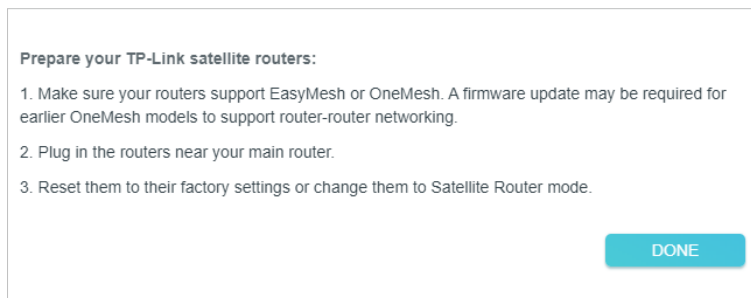 Prepare your TP-Link satellite routers:
1. Make sure your routers support EasyMesh or OneMesh. A firmware update may be required for
earlier OneMesh models to support router-router networking.
2. Plug in the routers near your main router.
3. Reset them to their factory settings or change them to Satellite Router mode.
DONE